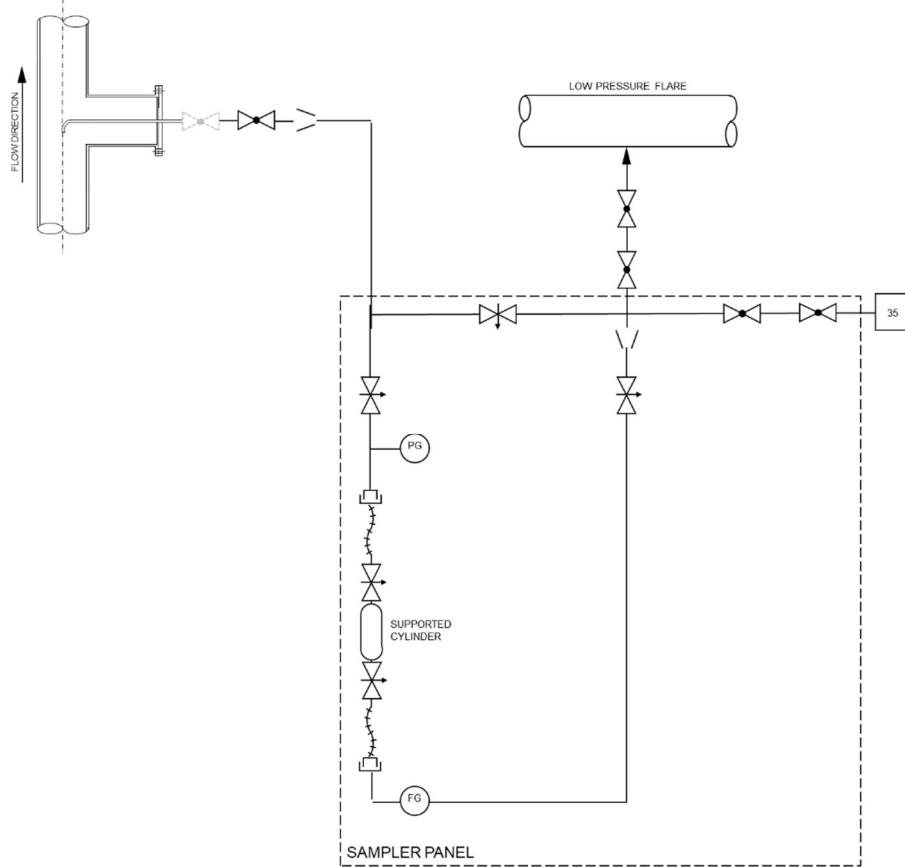 FLOW DIRECTION
LOW PRESSURE FLARE
35
PG
SUPPORTED
CYLINDER
FG
SAMPLER PANEL